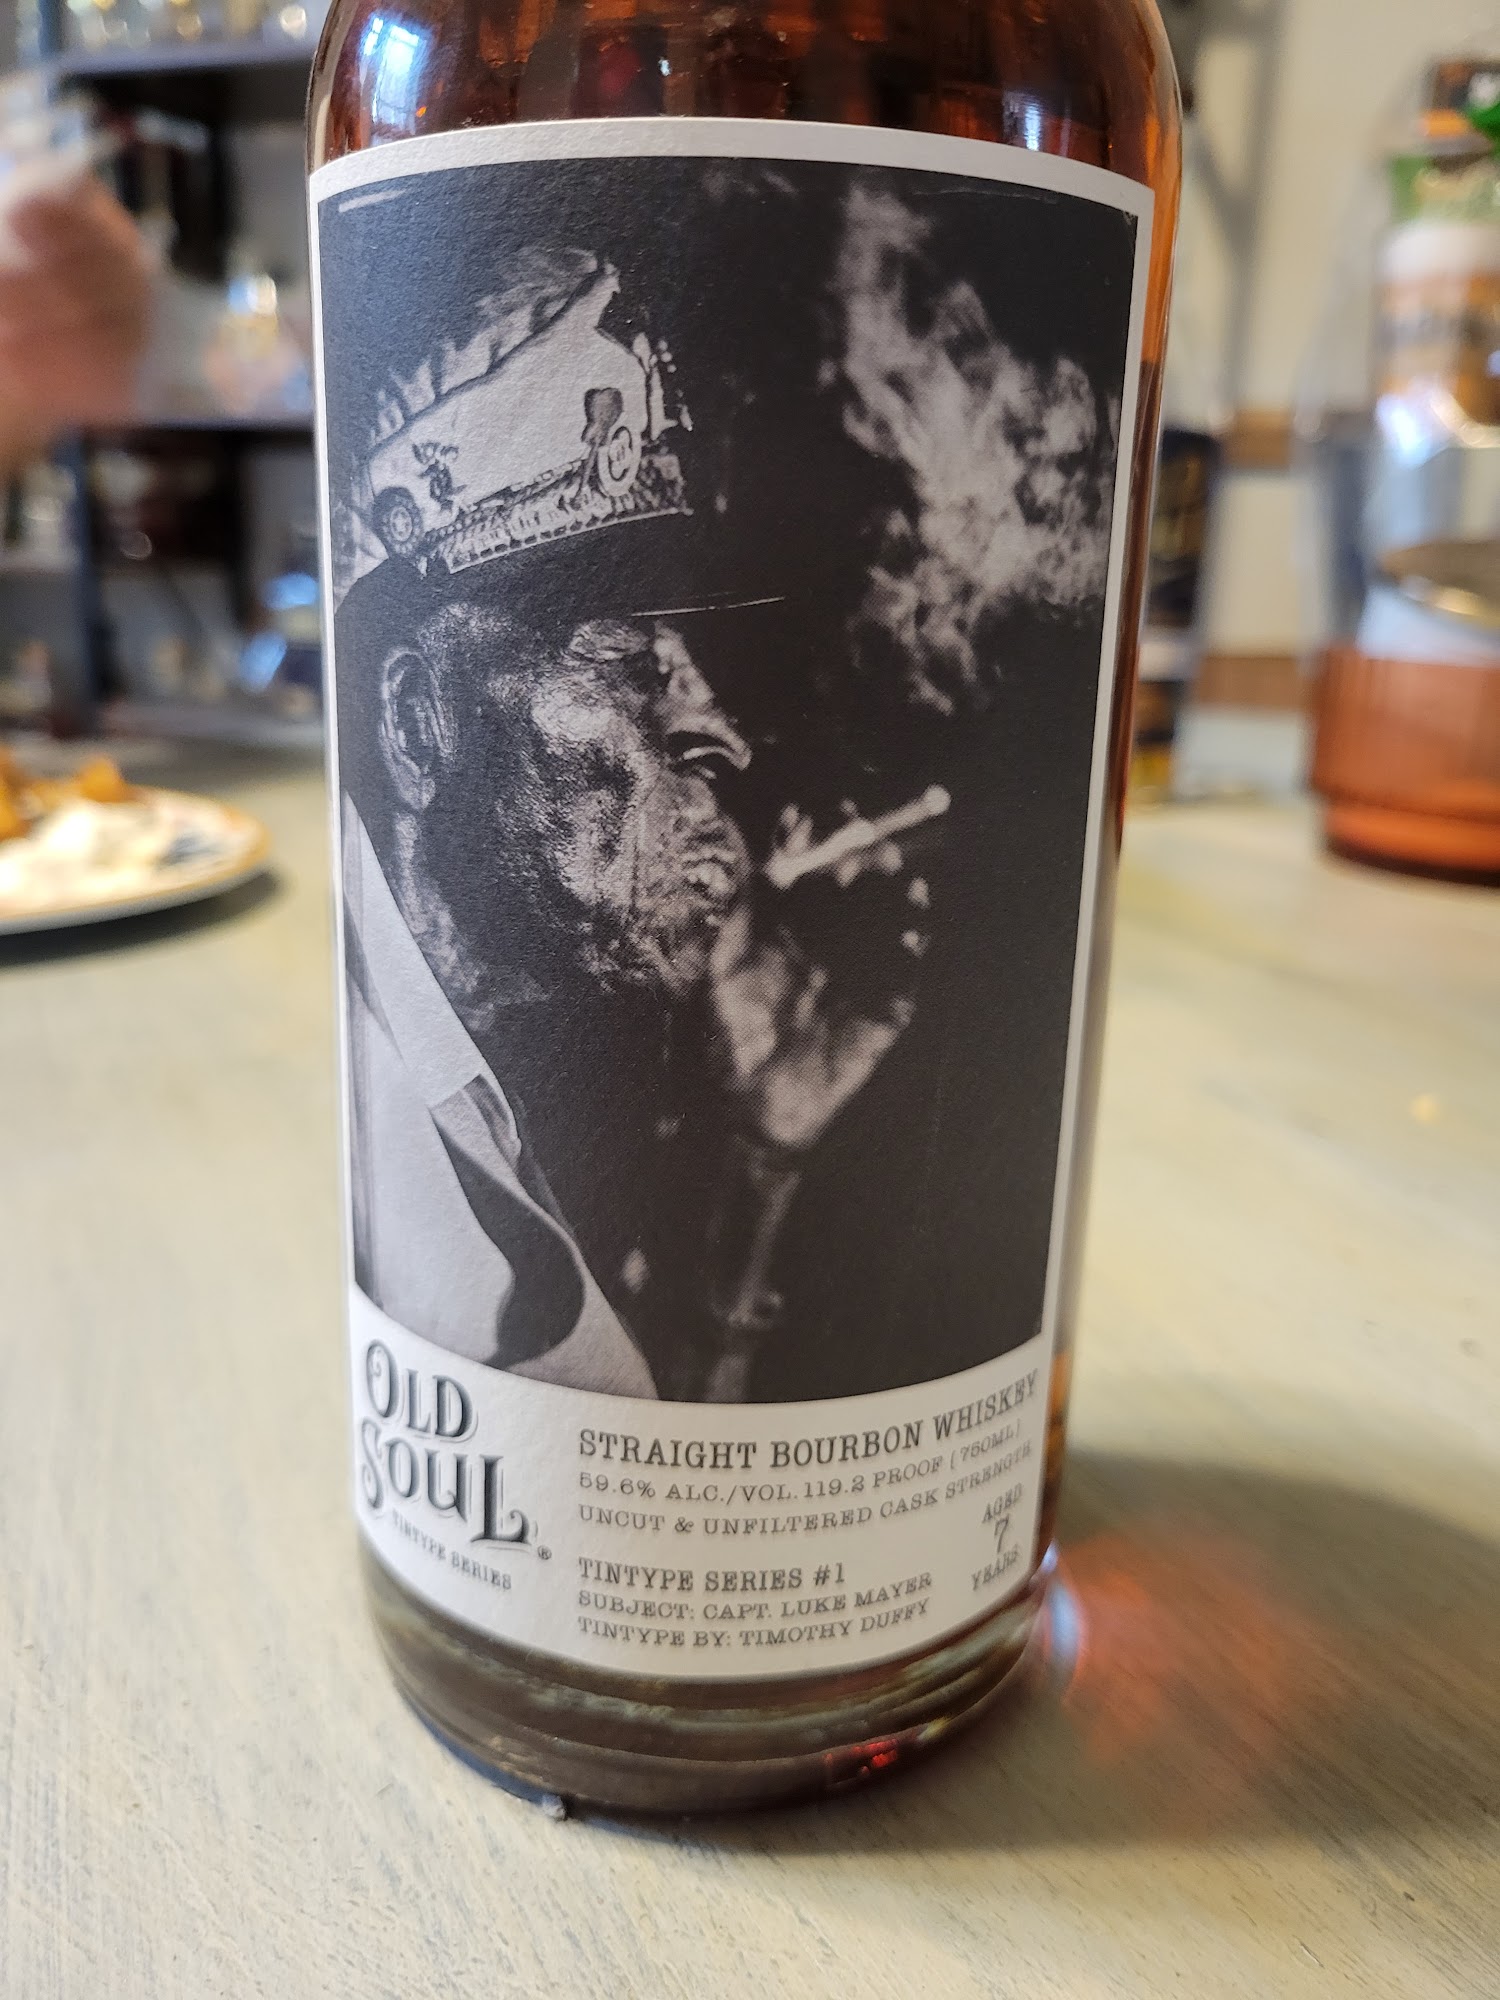 OLD
SOUL®
TINTYPE SERIES
STRAIGHT BOURBON WHISKEY
59.6% ALC./VOL. 119.2 PROOF (750ML)
UNCUT & UNFILTERED CASK STRENGTH
AGED
7
YEARS
TINTYPE SERIES #1
SUBJECT: CAPT. LUKE MAYER
TINTYPE BY: TIMOTHY DUFFY